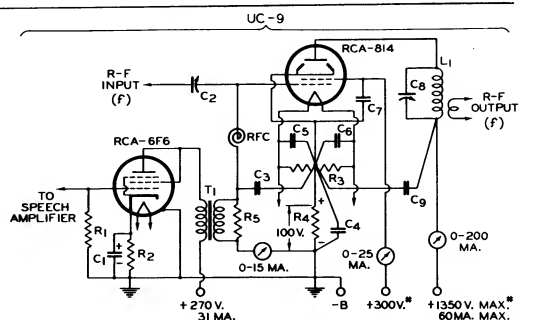 UC-9
RCA-814
R-F
INPUT
(f)
C2
L1
C8
R-F
OUTPUT
(f)
C7
RFC
C5
C6
RCA-6F6
C3
R3
C9
TO
SPEECH
AMPLIFIER
T1
R5
R4
100V.
+
-
C4
R1
C1
+
-
R2
0-15 MA.
0-25
MA.
0-200
MA.
+270 V.
31 MA.
-B
+300V.*
+1350 V. MAX.*
60MA. MAX.